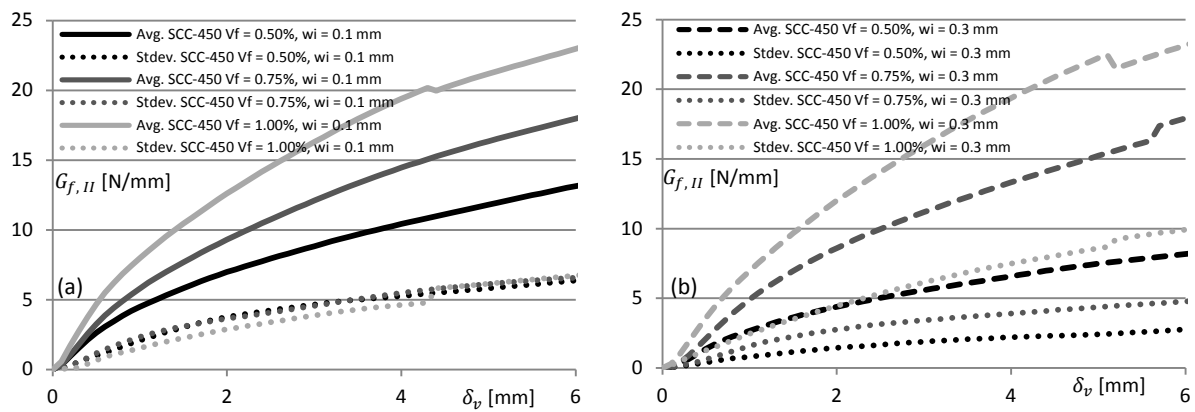 25
20
15
10
5
0
Avg. SCC-450 Vf = 0.50%, wi = 0.1 mm
Stdev. SCC-450 Vf = 0.50%, wi = 0.1 mm
Avg. SCC-450 Vf = 0.75%, wi = 0.1 mm
Stdev. SCC-450 Vf = 0.75%, wi = 0.1 mm
Avg. SCC-450 Vf = 1.00%, wi = 0.1 mm
Stdev. SCC-450 Vf = 1.00%, wi = 0.1 mm
G_{f,II} [N/mm]
(a)
0 2 4 6
δ_v [mm]
25
20
15
10
5
0
Avg. SCC-450 Vf = 0.50%, wi = 0.3 mm
Stdev. SCC-450 Vf = 0.50%, wi = 0.3 mm
Avg. SCC-450 Vf = 0.75%, wi = 0.3 mm
Stdev. SCC-450 Vf = 0.75%, wi = 0.3 mm
Avg. SCC-450 Vf = 1.00%, wi = 0.3 mm
Stdev. SCC-450 Vf = 1.00%, wi = 0.3 mm
G_{f,II} [N/mm]
(b)
0 2 4 6
δ_v [mm]